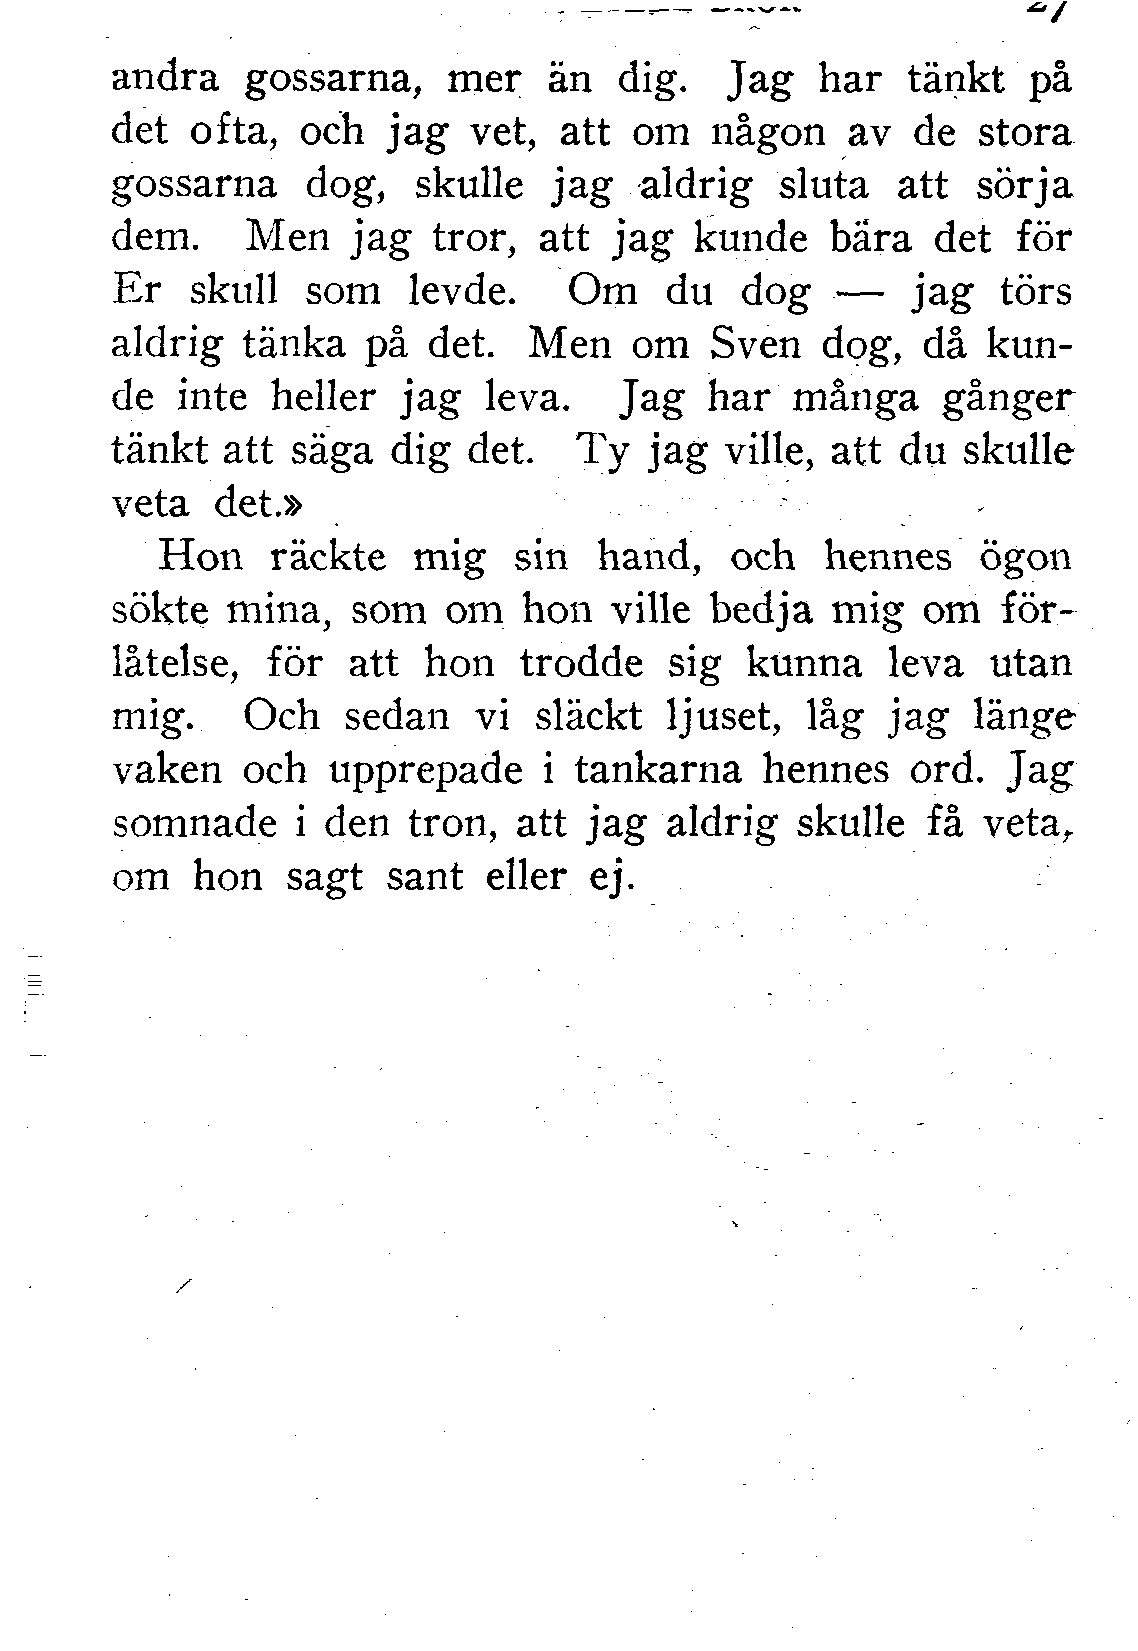 andra gossarna, mer än dig. Jag har tänkt på
det ofta, och jag vet, att om någon av de stora
gossarna dog, skulle jag aldrig sluta att sörja
dem. Men jag tror, att jag kunde bära det för
Er skull som levde. Om du dog — jag törs
aldrig tänka på det. Men om Sven dog, då kun-
de inte heller jag leva. Jag har många gånger
tänkt att säga dig det. Ty jag ville, att du skulle
veta det.»
Hon räckte mig sin hand, och hennes ögon
sökte mina, som om hon ville bedja mig om för-
låtelse, för att hon trodde sig kunna leva utan
mig. Och sedan vi släckt ljuset, låg jag länge
vaken och upprepade i tankarna hennes ord. Jag
somnade i den tron, att jag aldrig skulle få veta,
om hon sagt sant eller ej.